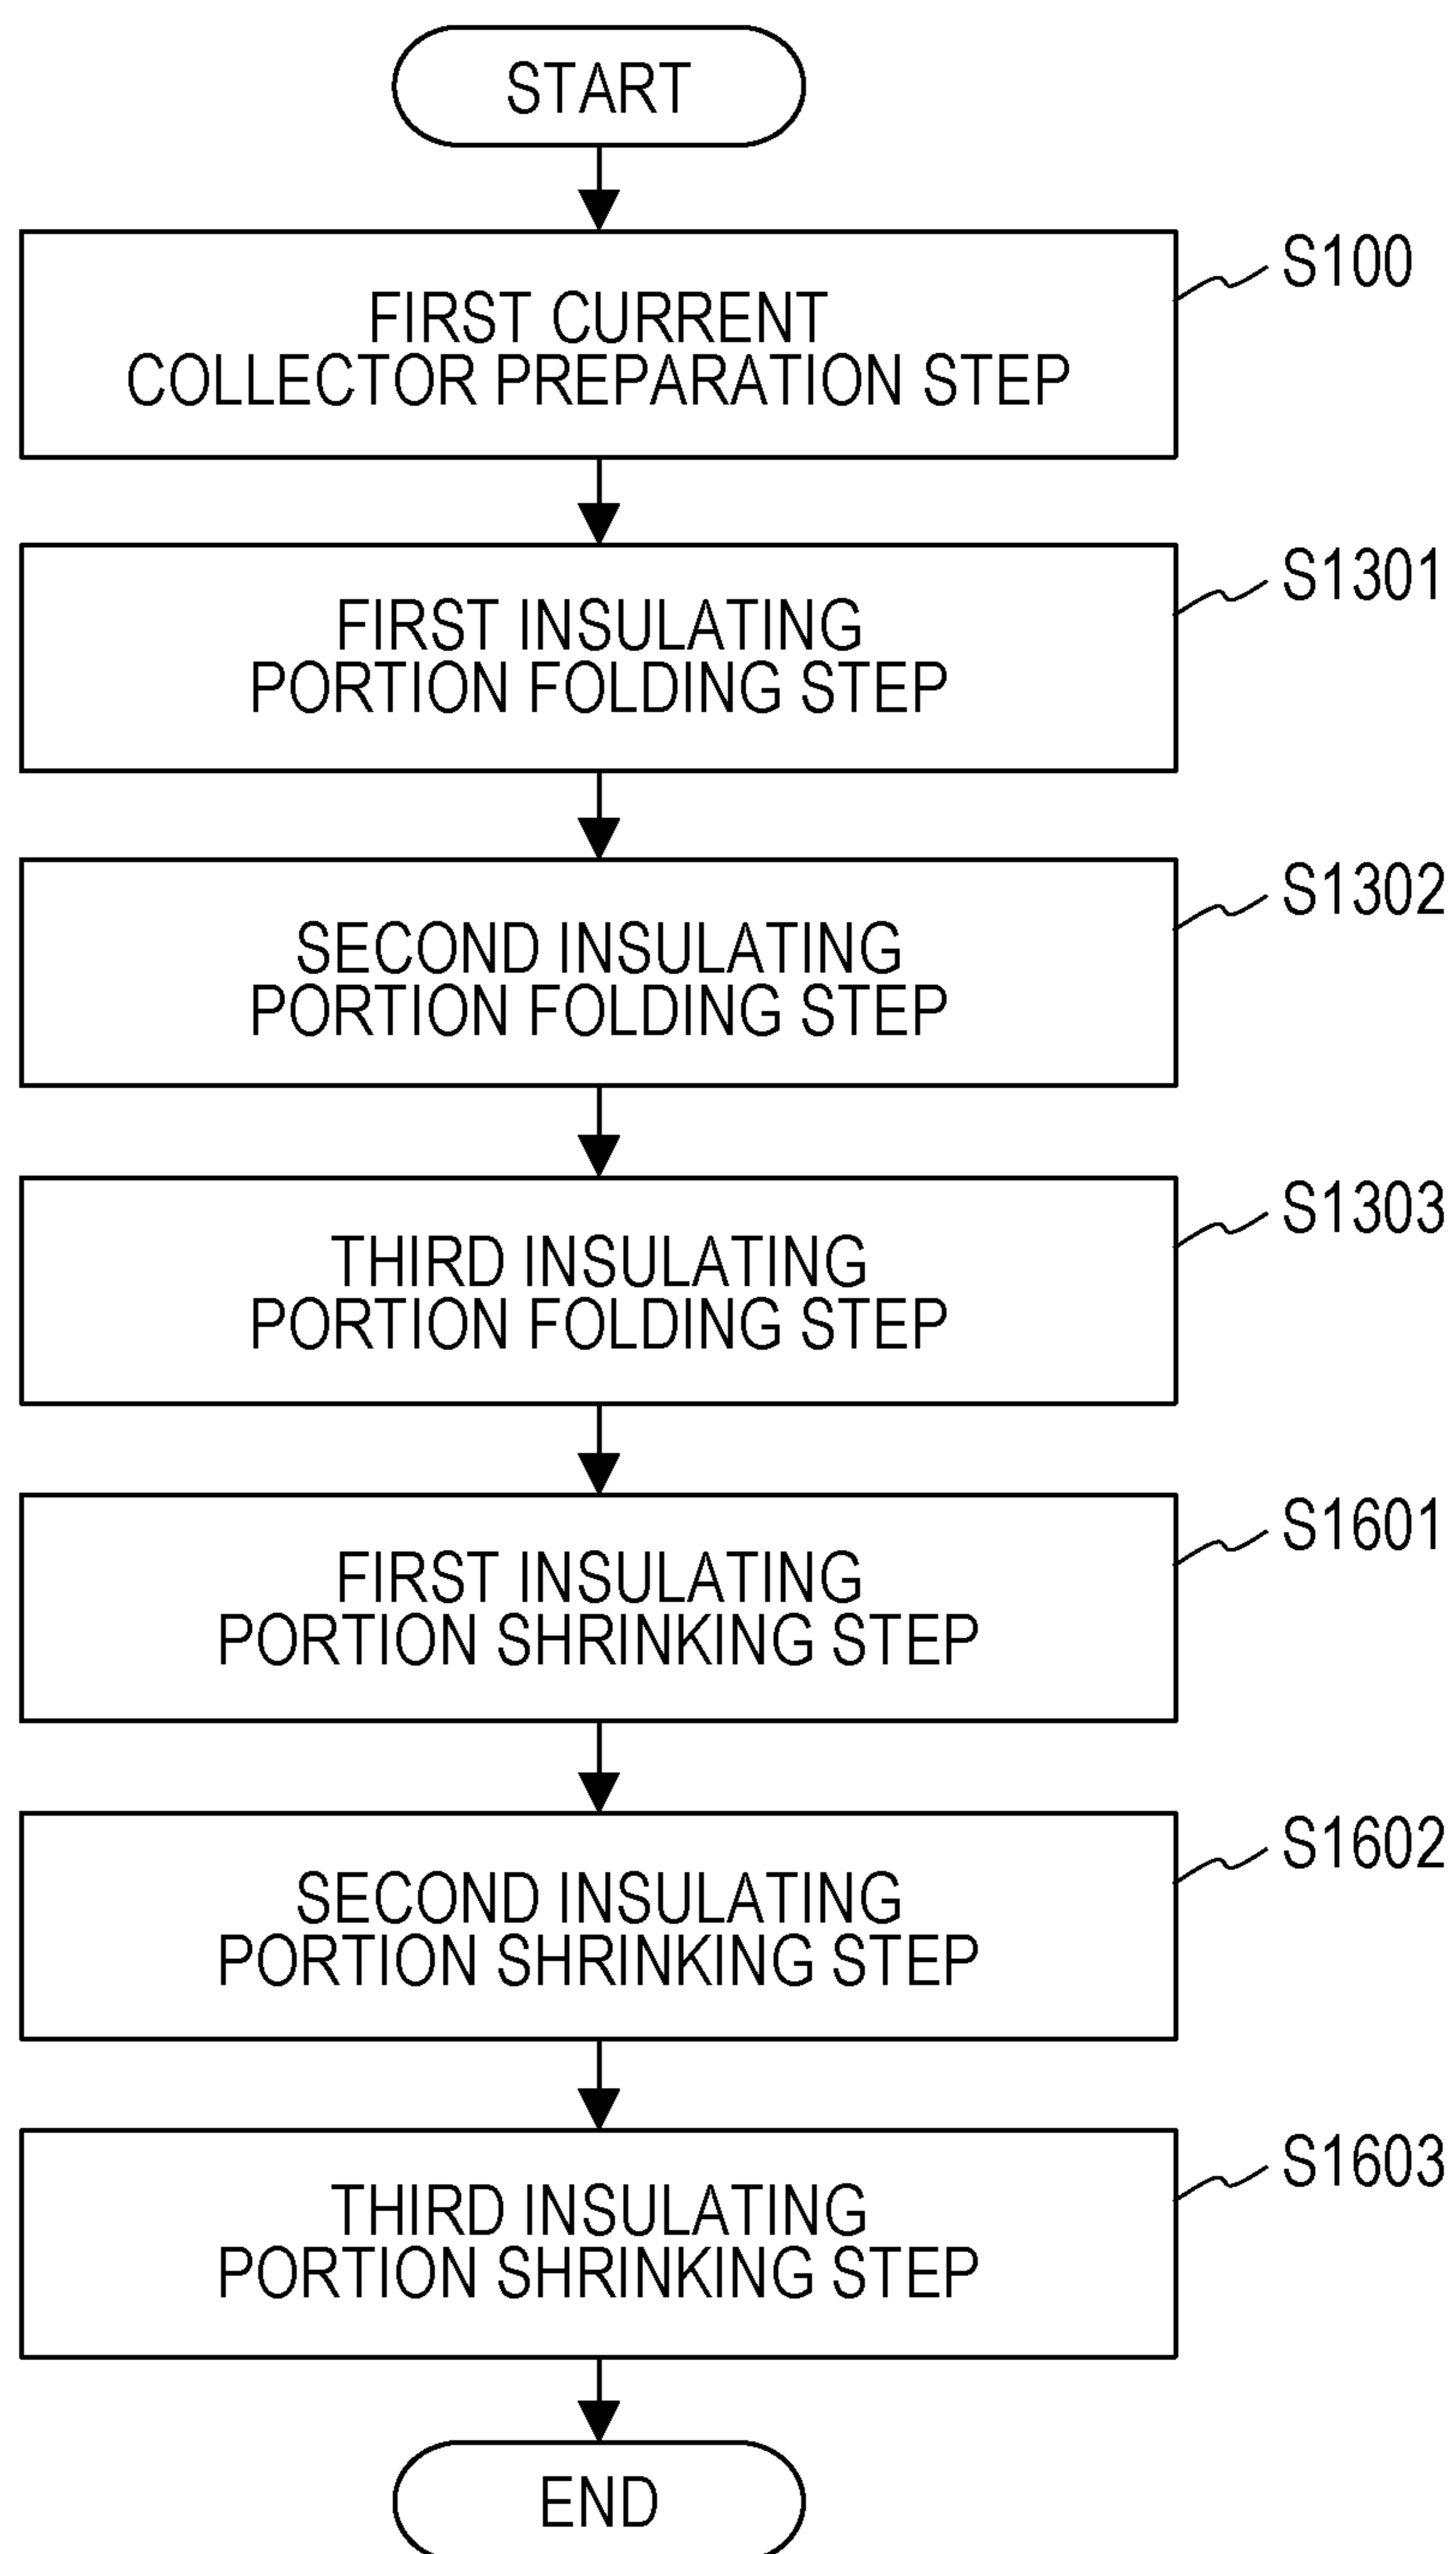 START
S100
FIRST CURRENT
COLLECTOR PREPARATION STEP
S1301
FIRST INSULATING
PORTION FOLDING STEP
S1302
SECOND INSULATING
PORTION FOLDING STEP
S1303
THIRD INSULATING
PORTION FOLDING STEP
S1601
FIRST INSULATING
PORTION SHRINKING STEP
S1602
SECOND INSULATING
PORTION SHRINKING STEP
S1603
THIRD INSULATING
PORTION SHRINKING STEP
END